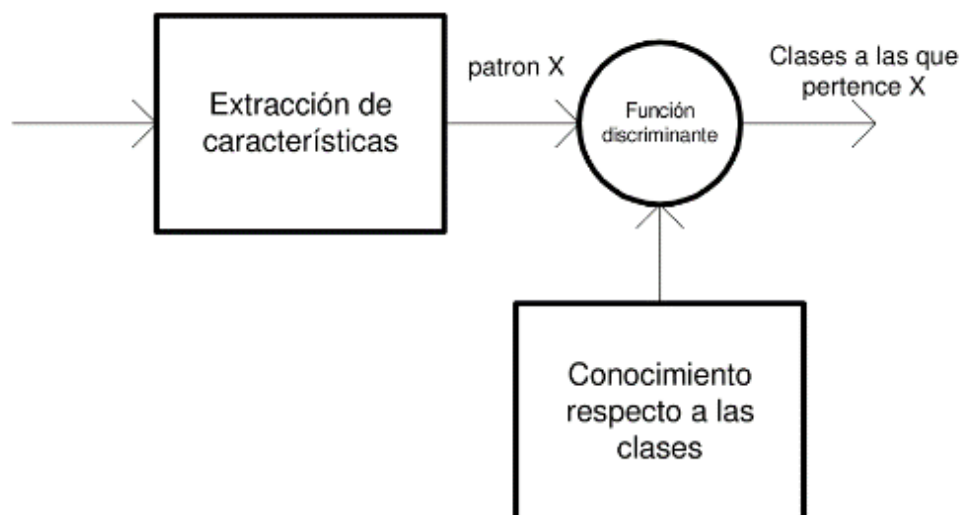 Extracción de
características
patron X
Función
discriminante
Clases a las que
pertence X
Conocimiento
respecto a las
clases